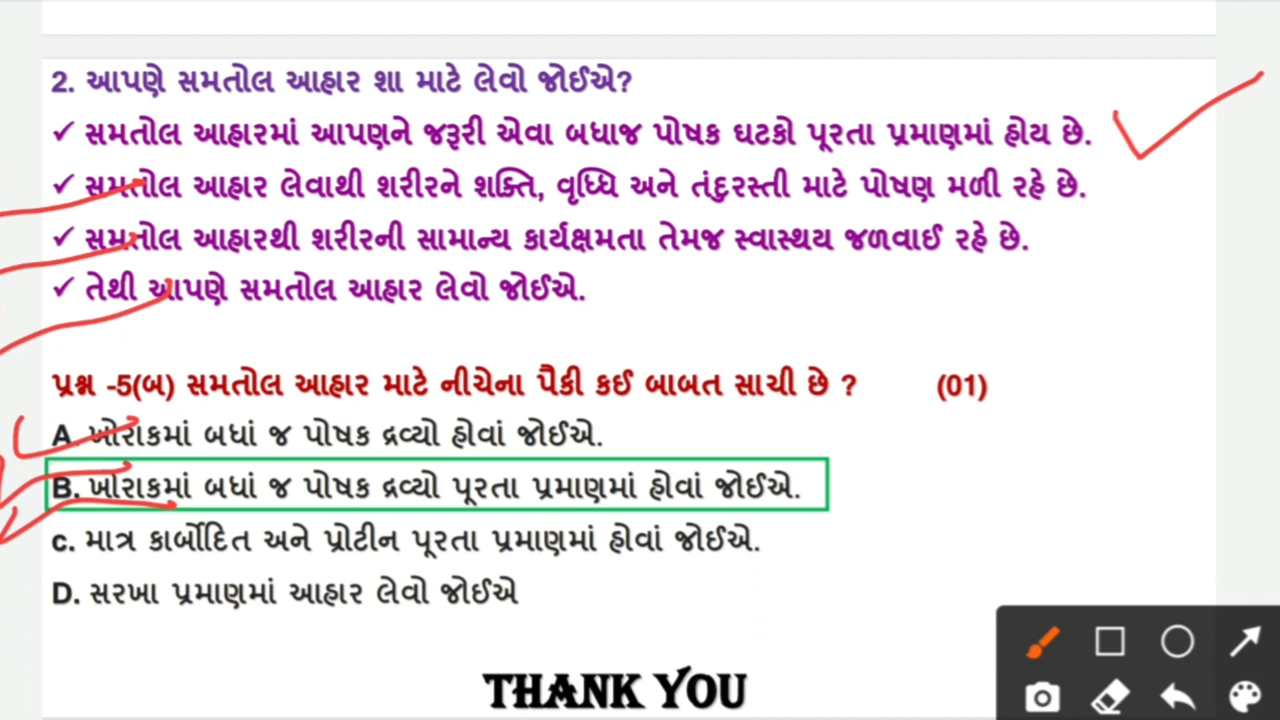 2. આપણે સમતોલ આહાર શા માટે લેવો જોઈએ?
✓ સમતોલ આહારમાં આપણને જરૂરી એવા બધાજ પોષક ઘટકો પૂરતા પ્રમાણમાં હોય છે.
✓ સમતોલ આહાર લેવાથી શરીરને શક્તિ, વૃધ્ધિ અને તંદુરસ્તી માટે પોષણ મળી રહે છે.
✓ સમતોલ આહારથી શરીરની સામાન્ય કાર્યક્ષમતા તેમજ સ્વાસ્થય જળવાઈ રહે છે.
✓ તેથી આપણે સમતોલ આહાર લેવો જોઈએ.
પ્રશ્ન -5(બ) સમતોલ આહાર માટે નીચેના પૈકી કઈ બાબત સાચી છે ? (01)
A. ખોરાકમાં બધાં જ પોષક દ્રવ્યો હોવાં જોઈએ.
B. ખોરાકમાં બધાં જ પોષક દ્રવ્યો પૂરતા પ્રમાણમાં હોવાં જોઈએ.
c. માત્ર કાર્બોદિત અને પ્રોટીન પૂરતા પ્રમાણમાં હોવાં જોઈએ.
D. સરખા પ્રમાણમાં આહાર લેવો જોઈએ
THANK YOU